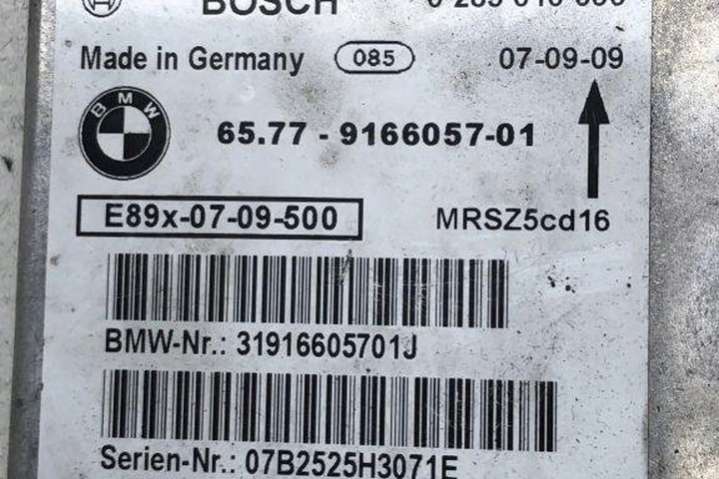 BOSCH
Made in Germany 085 07-09-09
BMW 65.77 - 9166057-01
E89x-07-09-500 MRSZ5cd16
BMW-Nr.: 31916605701J
Serien-Nr.: 07B2525H3071E